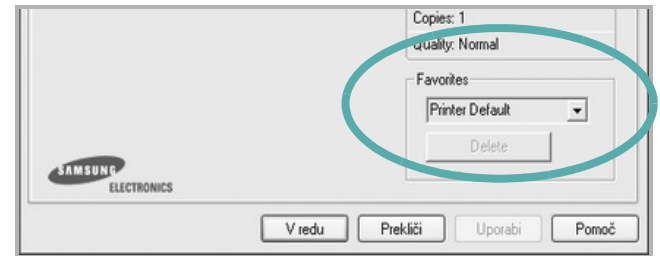 Copies: 1
Quality: Normal
Favorites
Printer Default
Delete
SAMSUNG
ELECTRONICS
V redu Prekliči Uporabi Pomoč